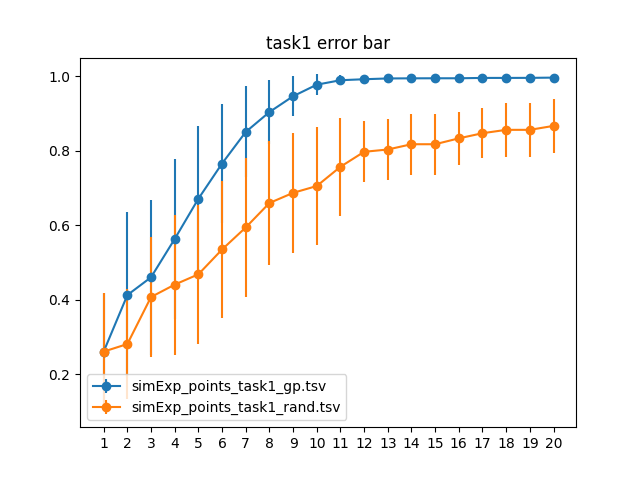 task1 error bar
1.0
0.8
0.6
0.4
0.2
simExp_points_task1_gp.tsv
simExp_points_task1_rand.tsv
1 2 3 4 5 6 7 8 9 10 11 12 13 14 15 16 17 18 19 20